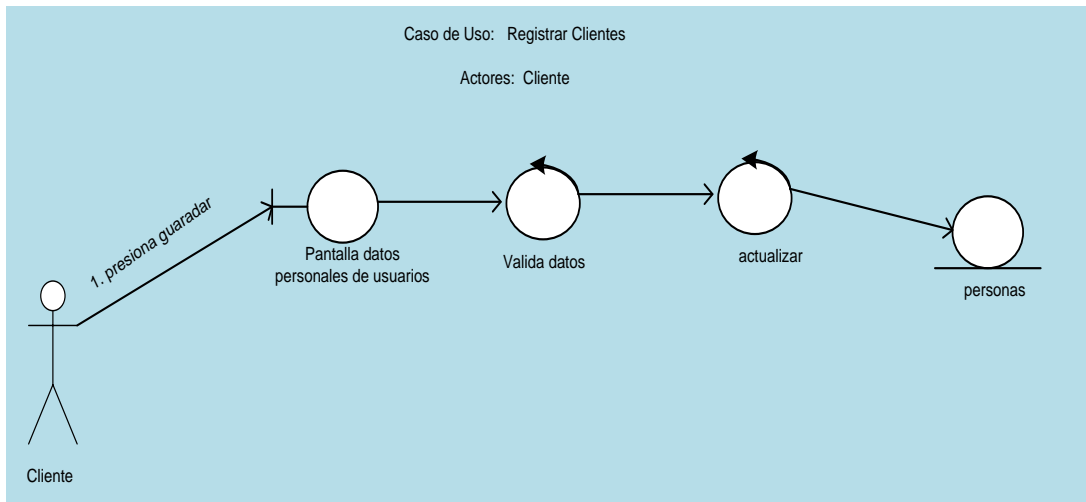 Caso de Uso: Registrar Clientes
Actores: Cliente
1. presiona guaradar
Pantalla datos
personales de usuarios
Valida datos
actualizar
personas
Cliente